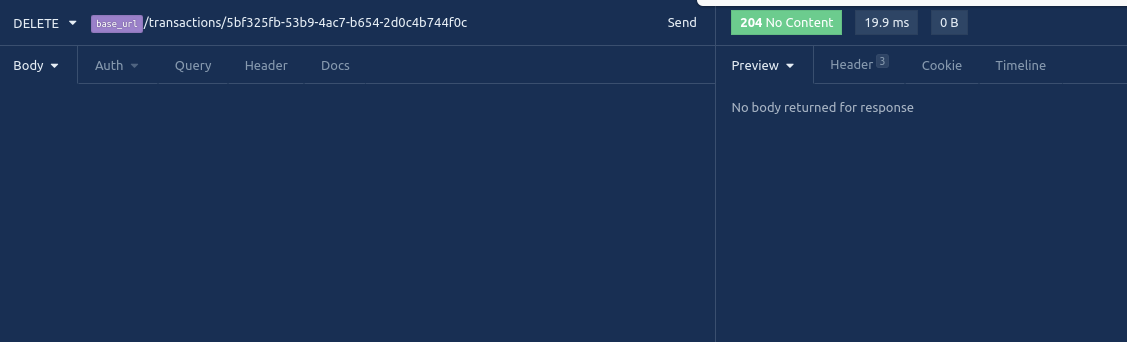 DELETE base_url/transactions/5bf325fb-53b9-4ac7-b654-2d0c4b744f0c Send
204 No Content 19.9 ms 0 B
Body Auth Query Header Docs
Preview Header 3 Cookie Timeline
No body returned for response